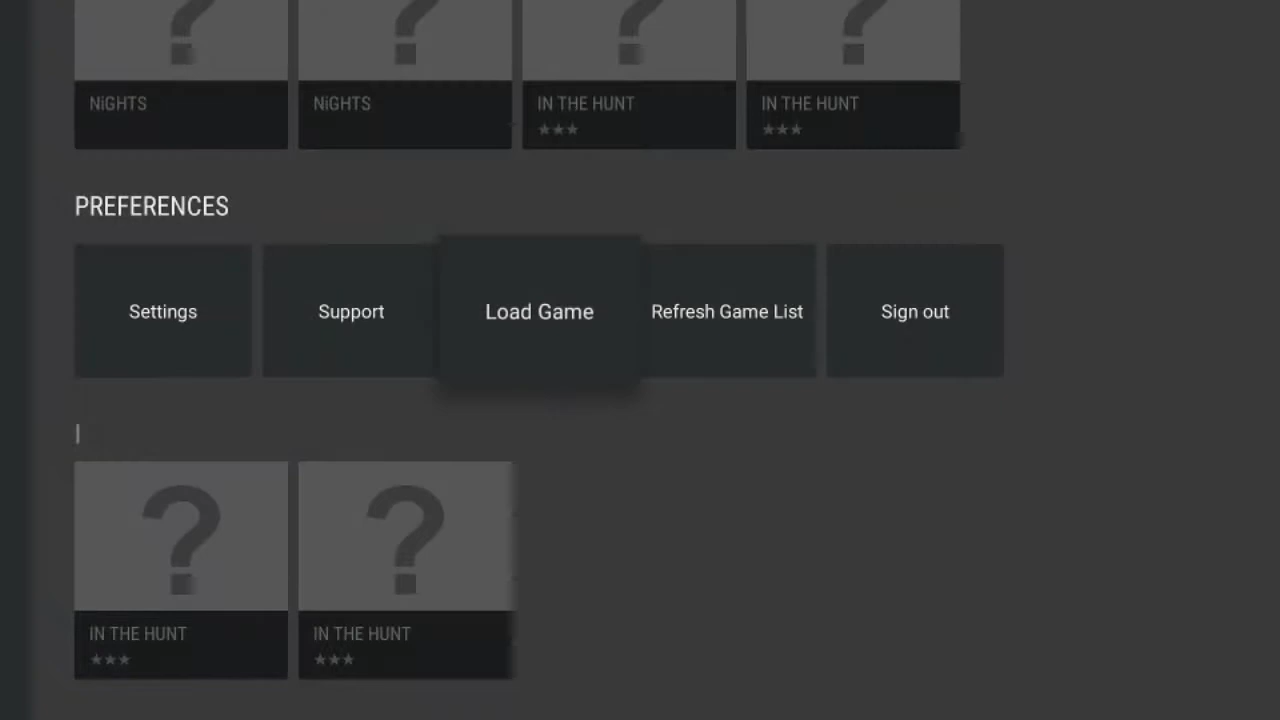 NiGHTS
NiGHTS
IN THE HUNT
IN THE HUNT
★★★
★★★
PREFERENCES
Settings
Support
Load Game
Refresh Game List
Sign out
I
IN THE HUNT
IN THE HUNT
★★★
★★★